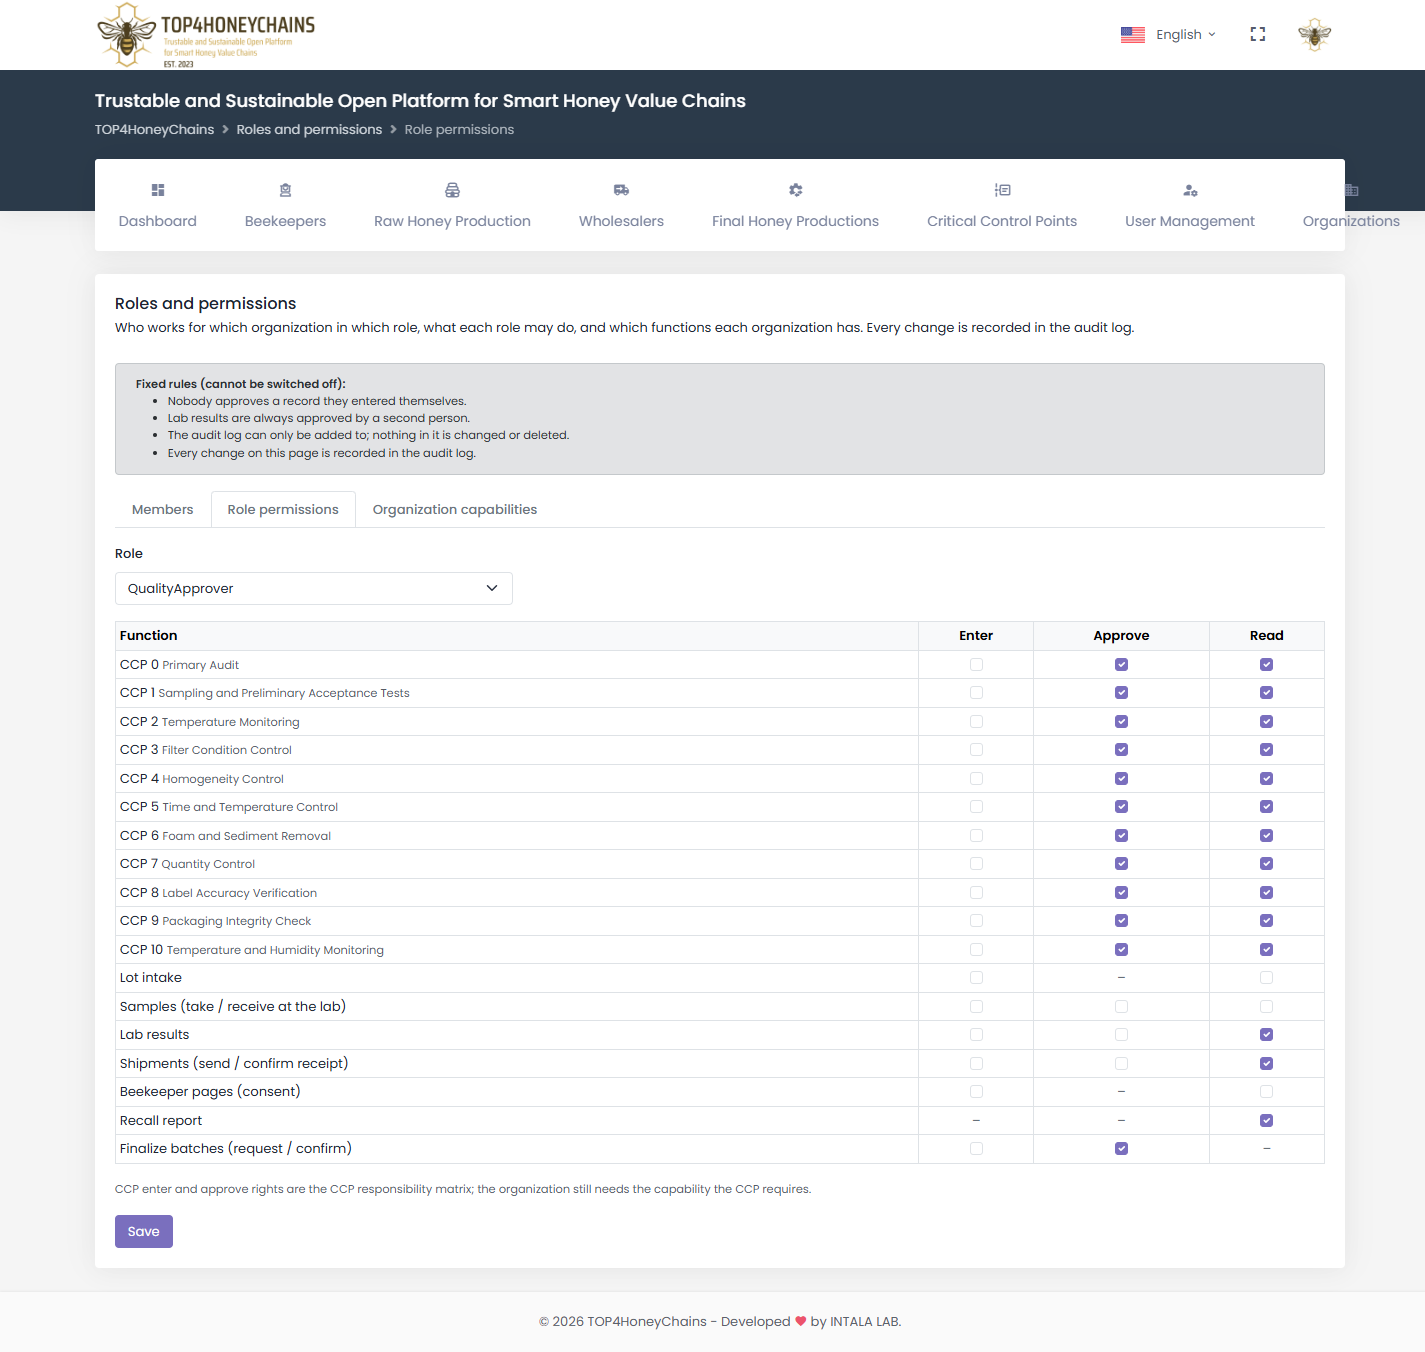 TOP4HONEYCHAINS
Trustable and Sustainable Open Platform
for Smart Honey Value Chains
EST. 2023
English
Trustable and Sustainable Open Platform for Smart Honey Value Chains
TOP4HoneyChains > Roles and permissions > Role permissions
Dashboard Beekeepers Raw Honey Production Wholesalers Final Honey Productions Critical Control Points User Management Organizations
Roles and permissions
Who works for which organization in which role, what each role may do, and which functions each organization has. Every change is recorded in the audit log.
Fixed rules (cannot be switched off):
• Nobody approves a record they entered themselves.
• Lab results are always approved by a second person.
• The audit log can only be added to; nothing in it is changed or deleted.
• Every change on this page is recorded in the audit log.
Members Role permissions Organization capabilities
Role
QualityApprover
Function Enter Approve Read
CCP 0 Primary Audit
CCP 1 Sampling and Preliminary Acceptance Tests
CCP 2 Temperature Monitoring
CCP 3 Filter Condition Control
CCP 4 Homogeneity Control
CCP 5 Time and Temperature Control
CCP 6 Foam and Sediment Removal
CCP 7 Quantity Control
CCP 8 Label Accuracy Verification
CCP 9 Packaging Integrity Check
CCP 10 Temperature and Humidity Monitoring
Lot intake –
Samples (take / receive at the lab)
Lab results
Shipments (send / confirm receipt)
Beekeeper pages (consent) –
Recall report – –
Finalize batches (request / confirm) –
CCP enter and approve rights are the CCP responsibility matrix; the organization still needs the capability the CCP requires.
Save
© 2026 TOP4HoneyChains - Developed ♥ by INTALA LAB.